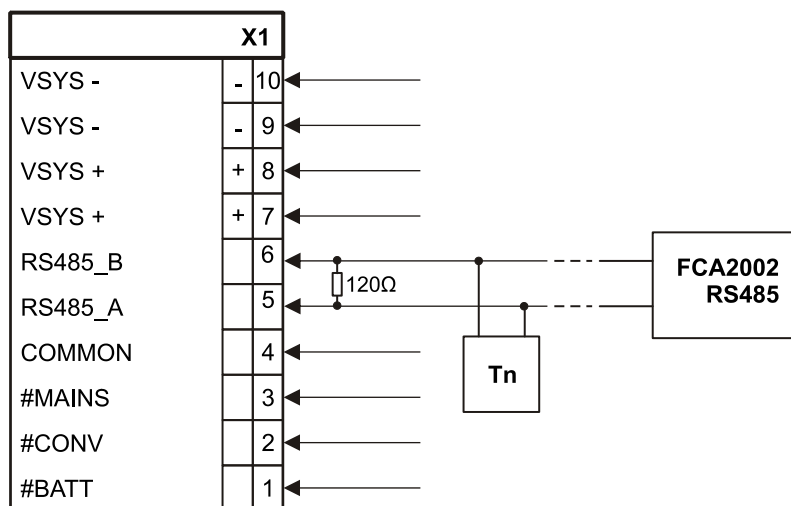 X1
VSYS - - 10
VSYS - - 9
VSYS + + 8
VSYS + + 7
RS485_B 6
120Ω
RS485_A 5
FCA2002
RS485
COMMON 4
Tn
#MAINS 3
#CONV 2
#BATT 1